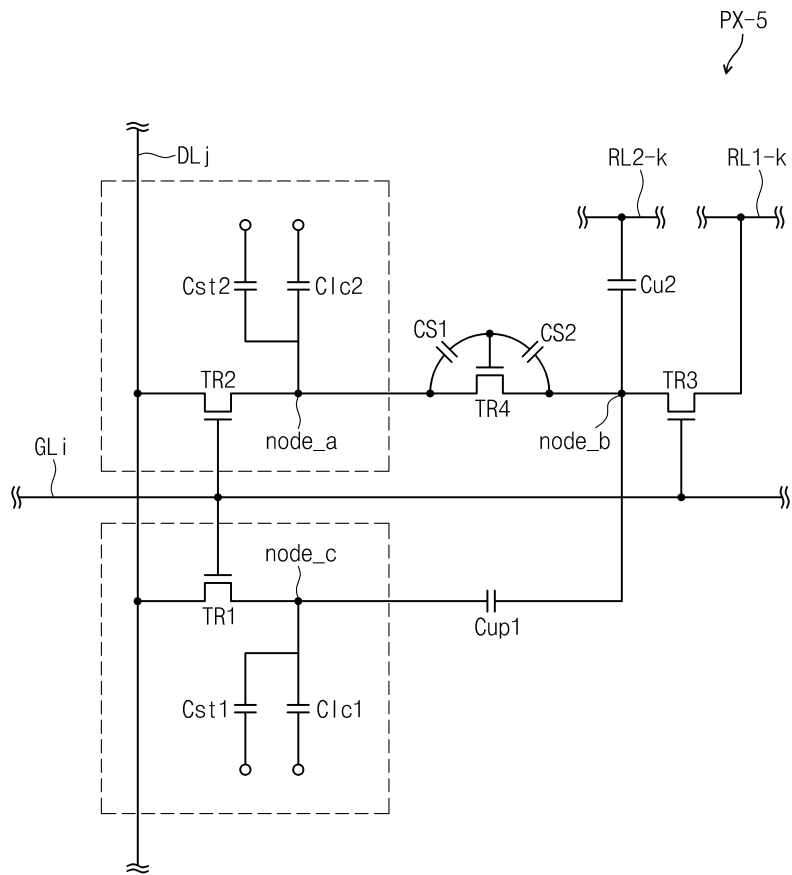 PX-5
DLj
RL2-k
RL1-k
Cst2
Clc2
Cu2
CS1
CS2
TR2
TR4
TR3
node_a
node_b
GLi
node_c
TR1
Cup1
Cst1
Clc1